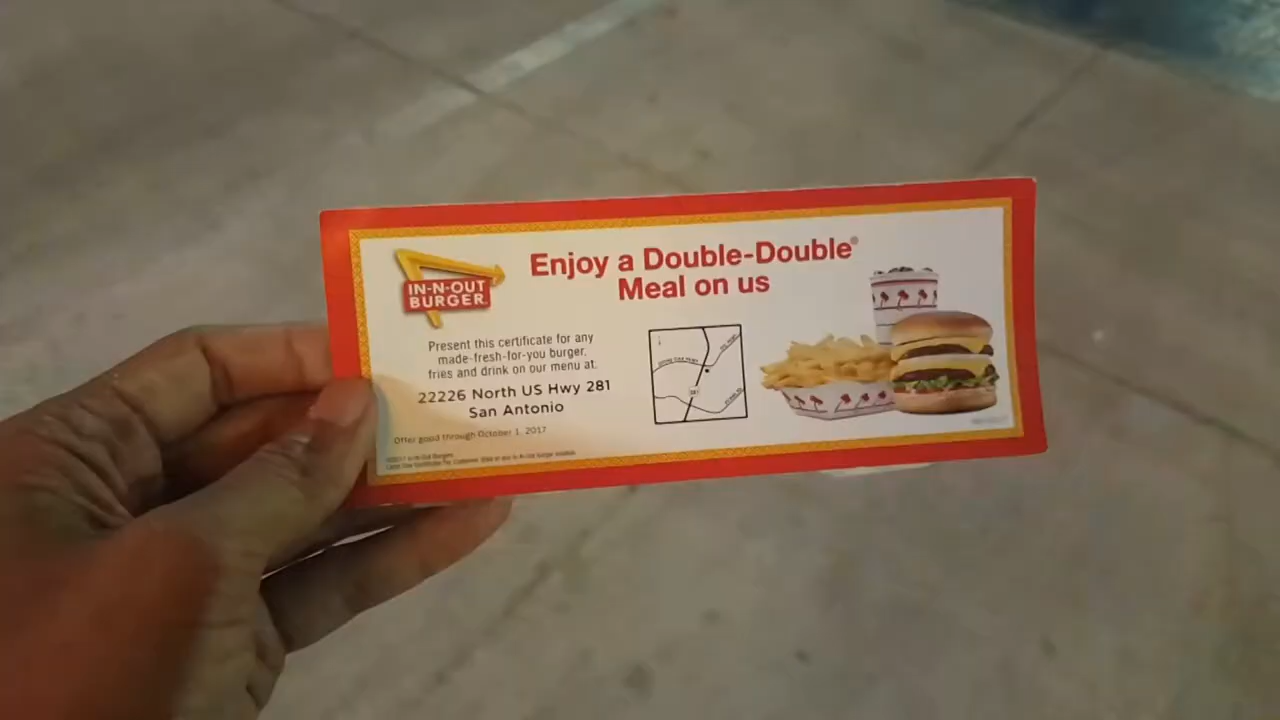 IN-N-OUT
BURGER
Enjoy a Double-Double®
Meal on us
Present this certificate for any
made-fresh-for-you burger,
fries and drink on our menu at:
22226 North US Hwy 281
San Antonio
Offer good through October 1, 2017
281